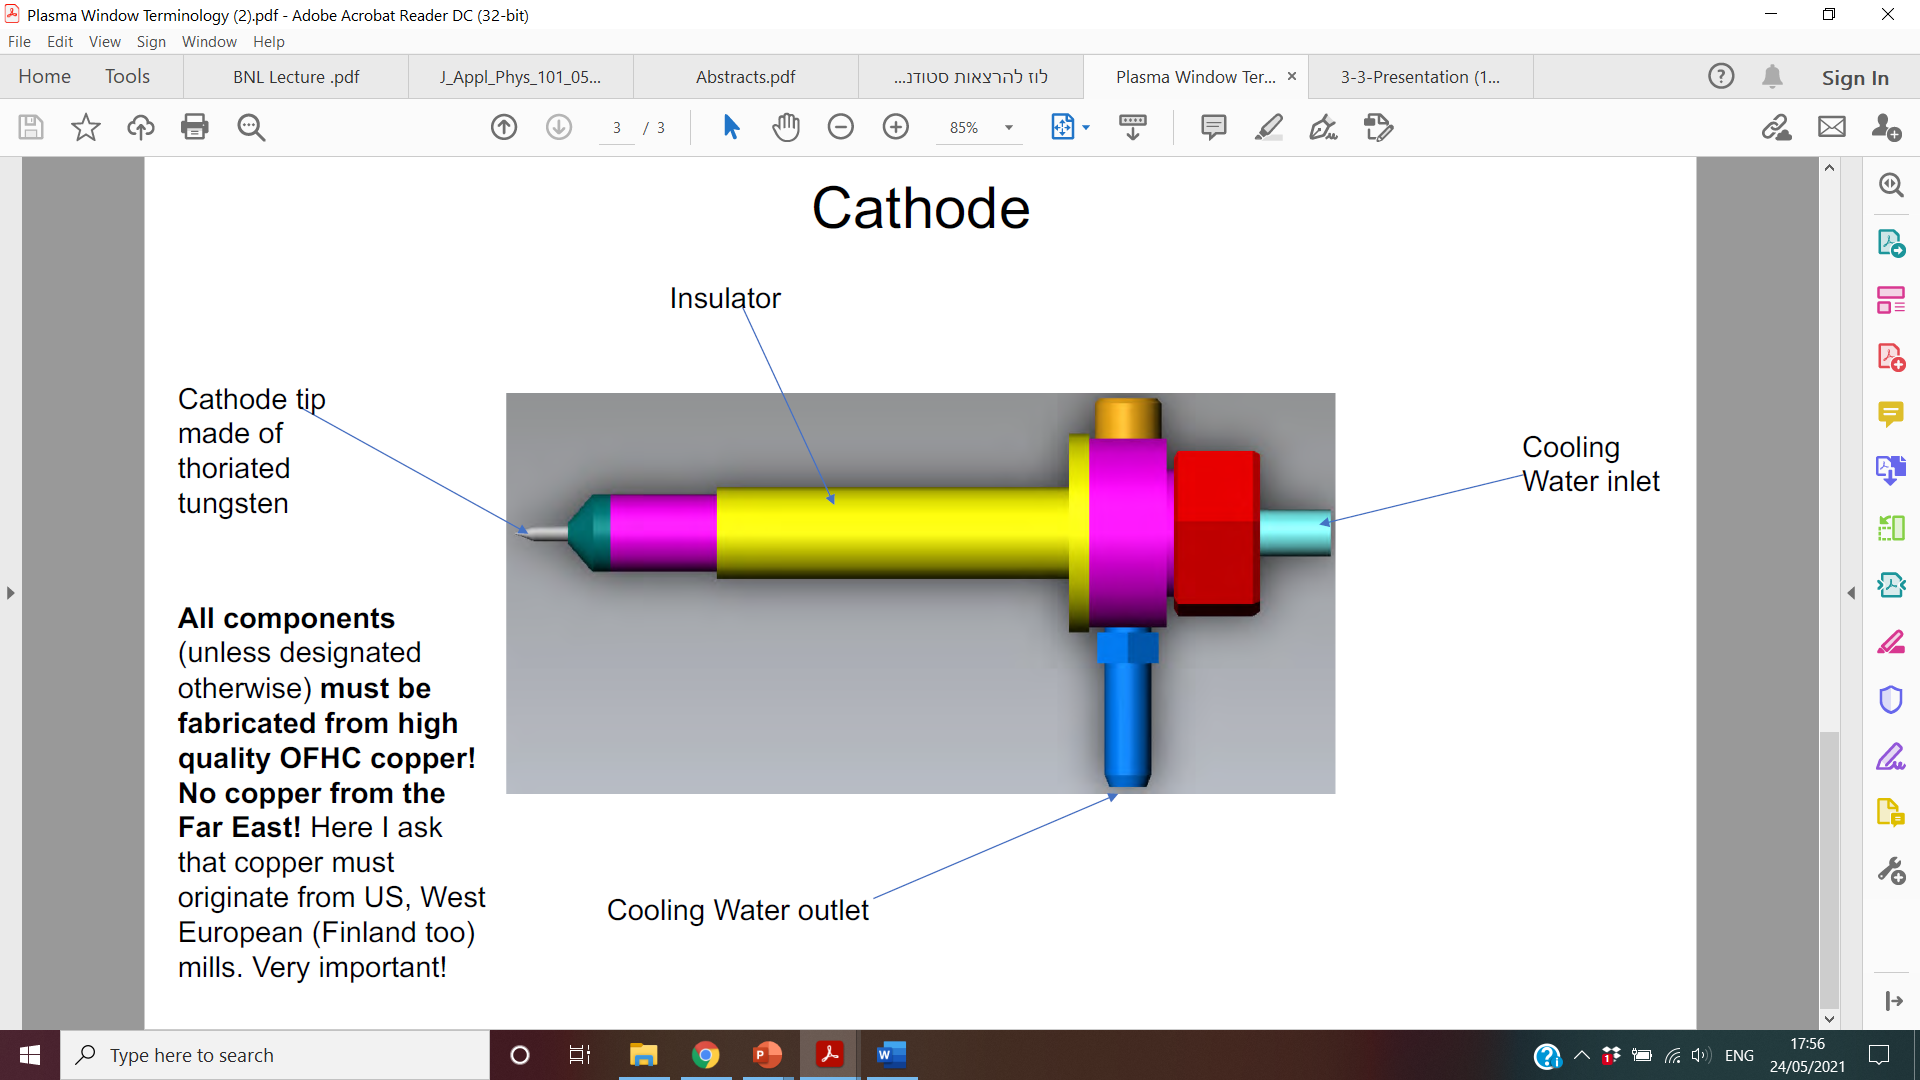 Plasma Window Terminology (2).pdf - Adobe Acrobat Reader DC (32-bit)
File Edit View Sign Window Help
Home Tools BNL Lecture .pdf J_Appl_Phys_101_05... Abstracts.pdf לוז להרצאות סטודנ... Plasma Window Ter... × 3-3-Presentation (1... Sign In
3 / 3 85%
Cathode
Insulator
Cathode tip
made of
thoriated
tungsten
Cooling
Water inlet
All components
(unless designated
otherwise) must be
fabricated from high
quality OFHC copper!
No copper from the
Far East! Here I ask
that copper must
originate from US, West
European (Finland too)
mills. Very important!
Cooling Water outlet
Type here to search
ENG
17:56
24/05/2021